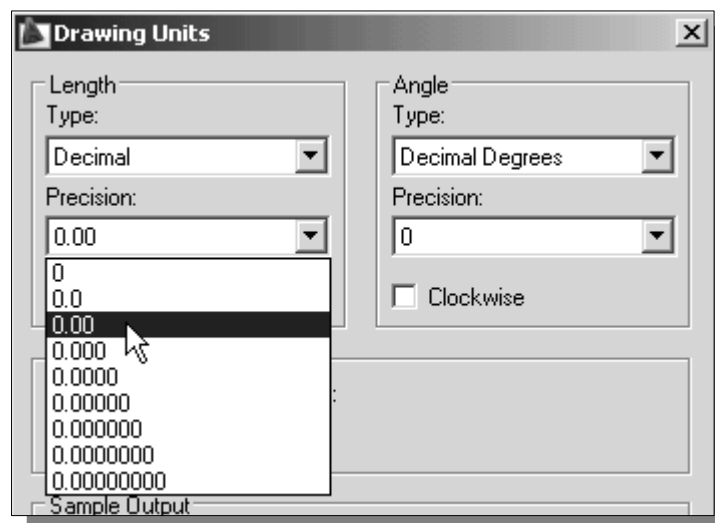 Drawing Units
Length
Type:
Decimal
Precision:
0.00
0
0.0
0.00
0.000
0.0000
0.00000
0.000000
0.0000000
0.00000000
Angle
Type:
Decimal Degrees
Precision:
0
Clockwise
:
Sample Output